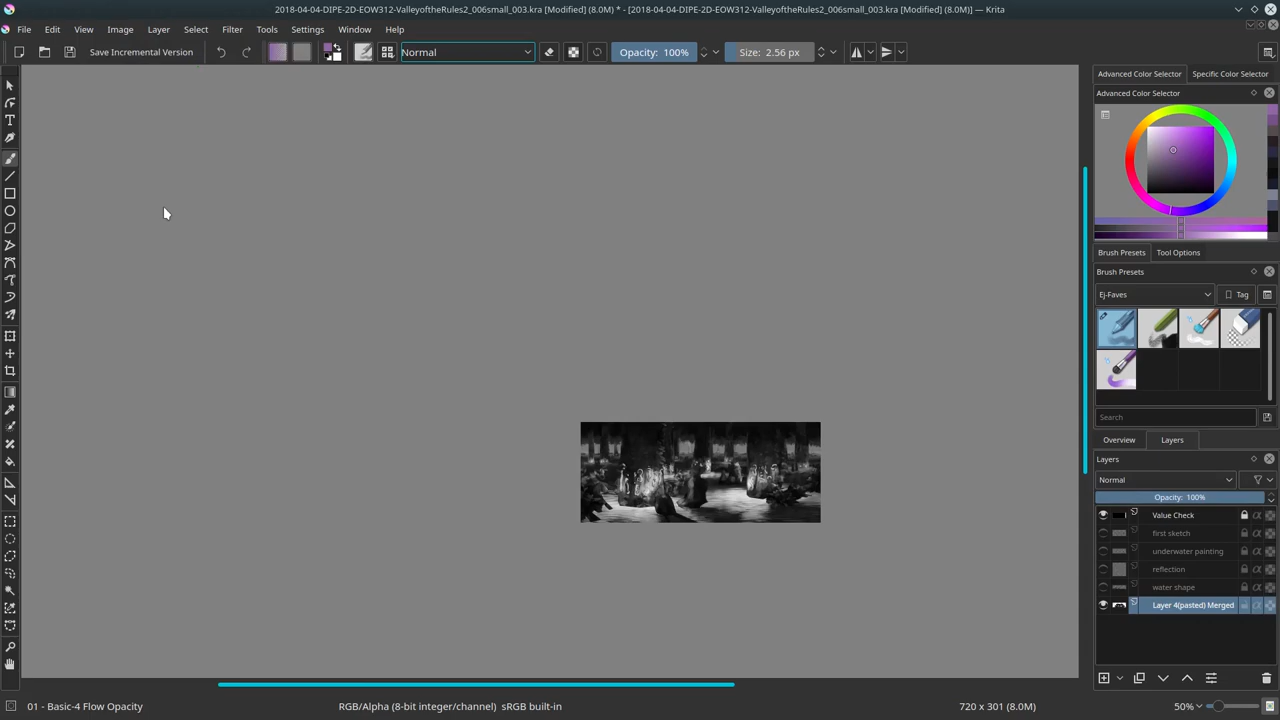 2018-04-04-DIPE-2D-EOW312-ValleyoftheRules2_006small_003.kra [Modified] (8.0M) * - [2018-04-04-DIPE-2D-EOW312-ValleyoftheRules2_006small_003.kra [Modified] (8.0M)] — Krita
File Edit View Image Layer Select Filter Tools Settings Window Help
Save Incremental Version Normal Opacity: 100% Size: 2.56 px
Advanced Color Selector Specific Color Selector
Advanced Color Selector
Brush Presets Tool Options
Brush Presets
Ej-Faves Tag
Search
Overview Layers
Layers
Normal
Opacity: 100%
Value Check
first sketch
underwater painting
reflection
water shape
Layer 4(pasted) Merged
01 - Basic-4 Flow Opacity RGB/Alpha (8-bit integer/channel) sRGB built-in 720 x 301 (8.0M) 50%